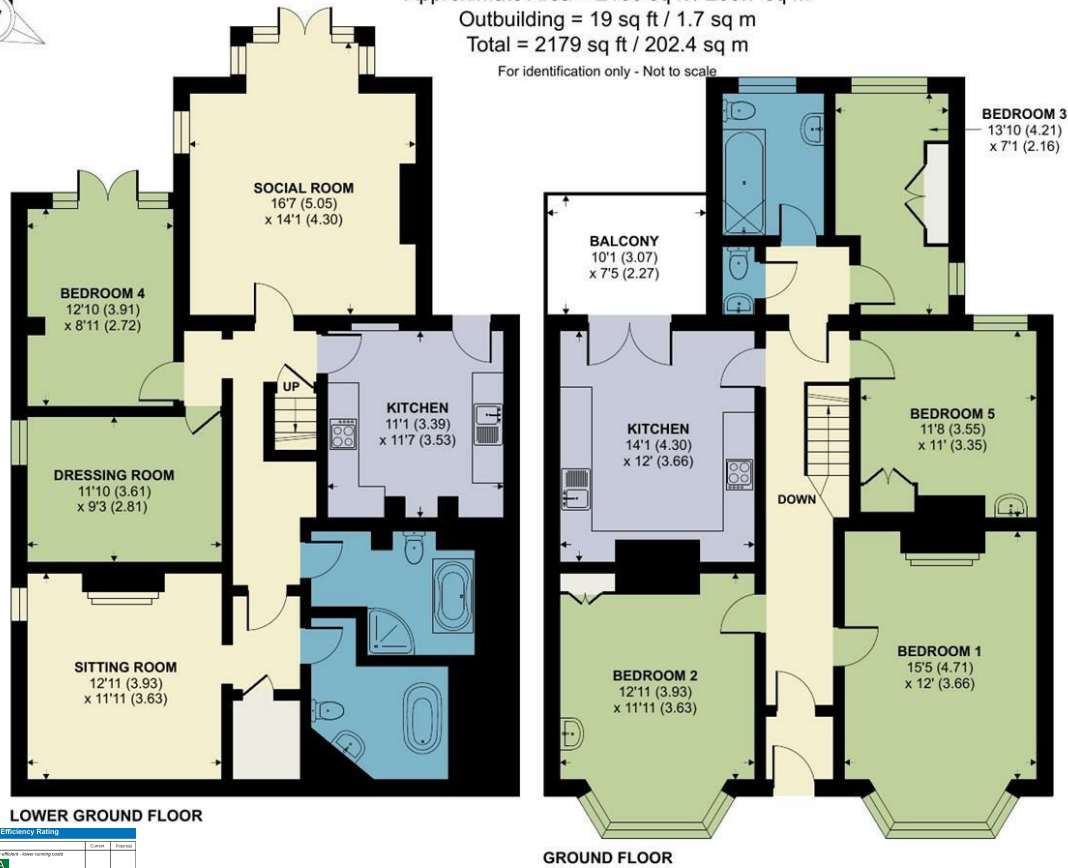 Outbuilding = 19 sq ft / 1.7 sq m
Total = 2179 sq ft / 202.4 sq m
For identification only - Not to scale
BEDROOM 3
13'10 (4.21)
x 7'1 (2.16)
SOCIAL ROOM
16'7 (5.05)
x 14'1 (4.30)
BALCONY
10'1 (3.07)
x 7'5 (2.27)
BEDROOM 4
12'10 (3.91)
x 8'11 (2.72)
UP
KITCHEN
11'1 (3.39)
x 11'7 (3.53)
KITCHEN
14'1 (4.30)
x 12' (3.66)
BEDROOM 5
11'8 (3.55)
x 11' (3.35)
DRESSING ROOM
11'10 (3.61)
x 9'3 (2.81)
DOWN
SITTING ROOM
12'11 (3.93)
x 11'11 (3.63)
BEDROOM 2
12'11 (3.93)
x 11'11 (3.63)
BEDROOM 1
15'5 (4.71)
x 12' (3.66)
LOWER GROUND FLOOR
GROUND FLOOR
Efficiency Rating
Current Potential
efficient - lower running costs
A